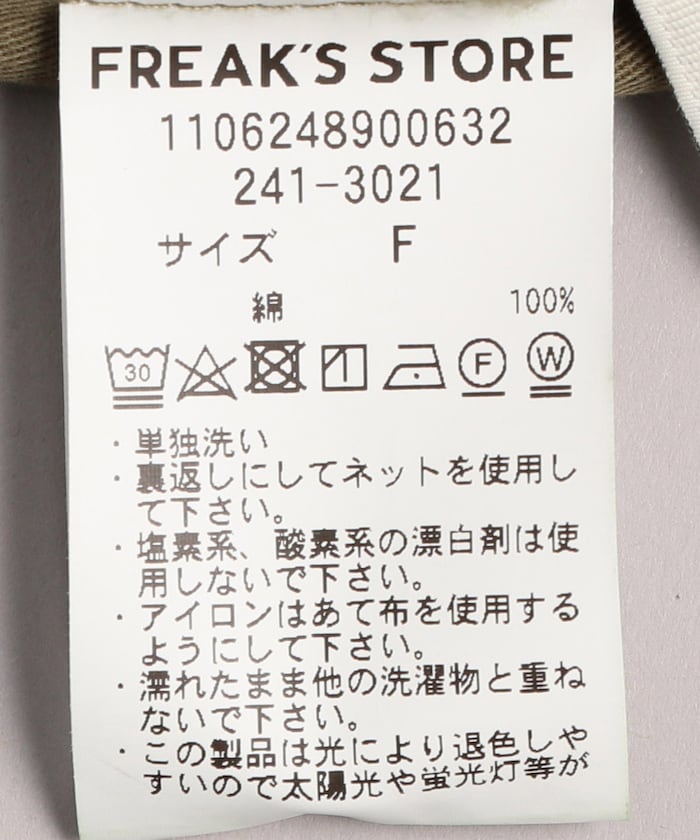 FREAK'S STORE
1106248900632
241-3021
サイズ F
綿 100%
30 F W
・単独洗い
・裏返しにしてネットを使用し
て下さい。
・塩素系、酸素系の漂白剤は使
用しないで下さい。
・アイロンはあて布を使用する
ようにして下さい。
・濡れたまま他の洗濯物と重ね
ないで下さい。
・この製品は光により退色しや
すいので太陽光や蛍光灯等が